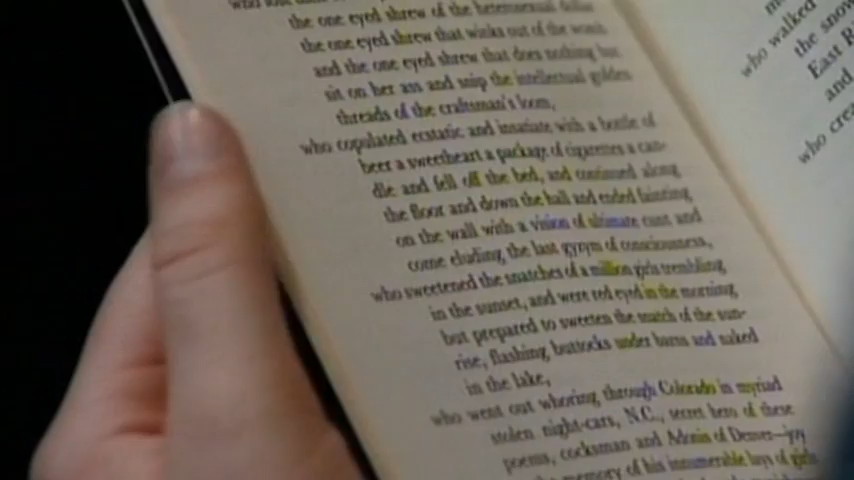 the one eyed shrew of the heterosexual dollar
the one eyed shrew that winks out of the womb
and the one eyed shrew that does nothing but
sit on her ass and snip the intellectual golden
threads of the craftsman's loom,
who copulated ecstatic and insatiate with a bottle of
beer a sweetheart a package of cigarettes a can-
dle and fell off the bed, and continued along
the floor and down the hall and ended fainting
on the wall with a vision of ultimate cunt and
come eluding the last gyzym of consciousness,
who sweetened the snatches of a million girls trembling
in the sunset, and were red eyed in the morning
but prepared to sweeten the snatch of the sun-
rise, flashing buttocks under barns and naked
in the lake,
who went out whoring through Colorado in myriad
stolen night-cars, N.C., secret hero of these
poems, cocksman and Adonis of Denver—joy
memory of his innumerable lays of girls
who walked
the snow
East R
and
who crea